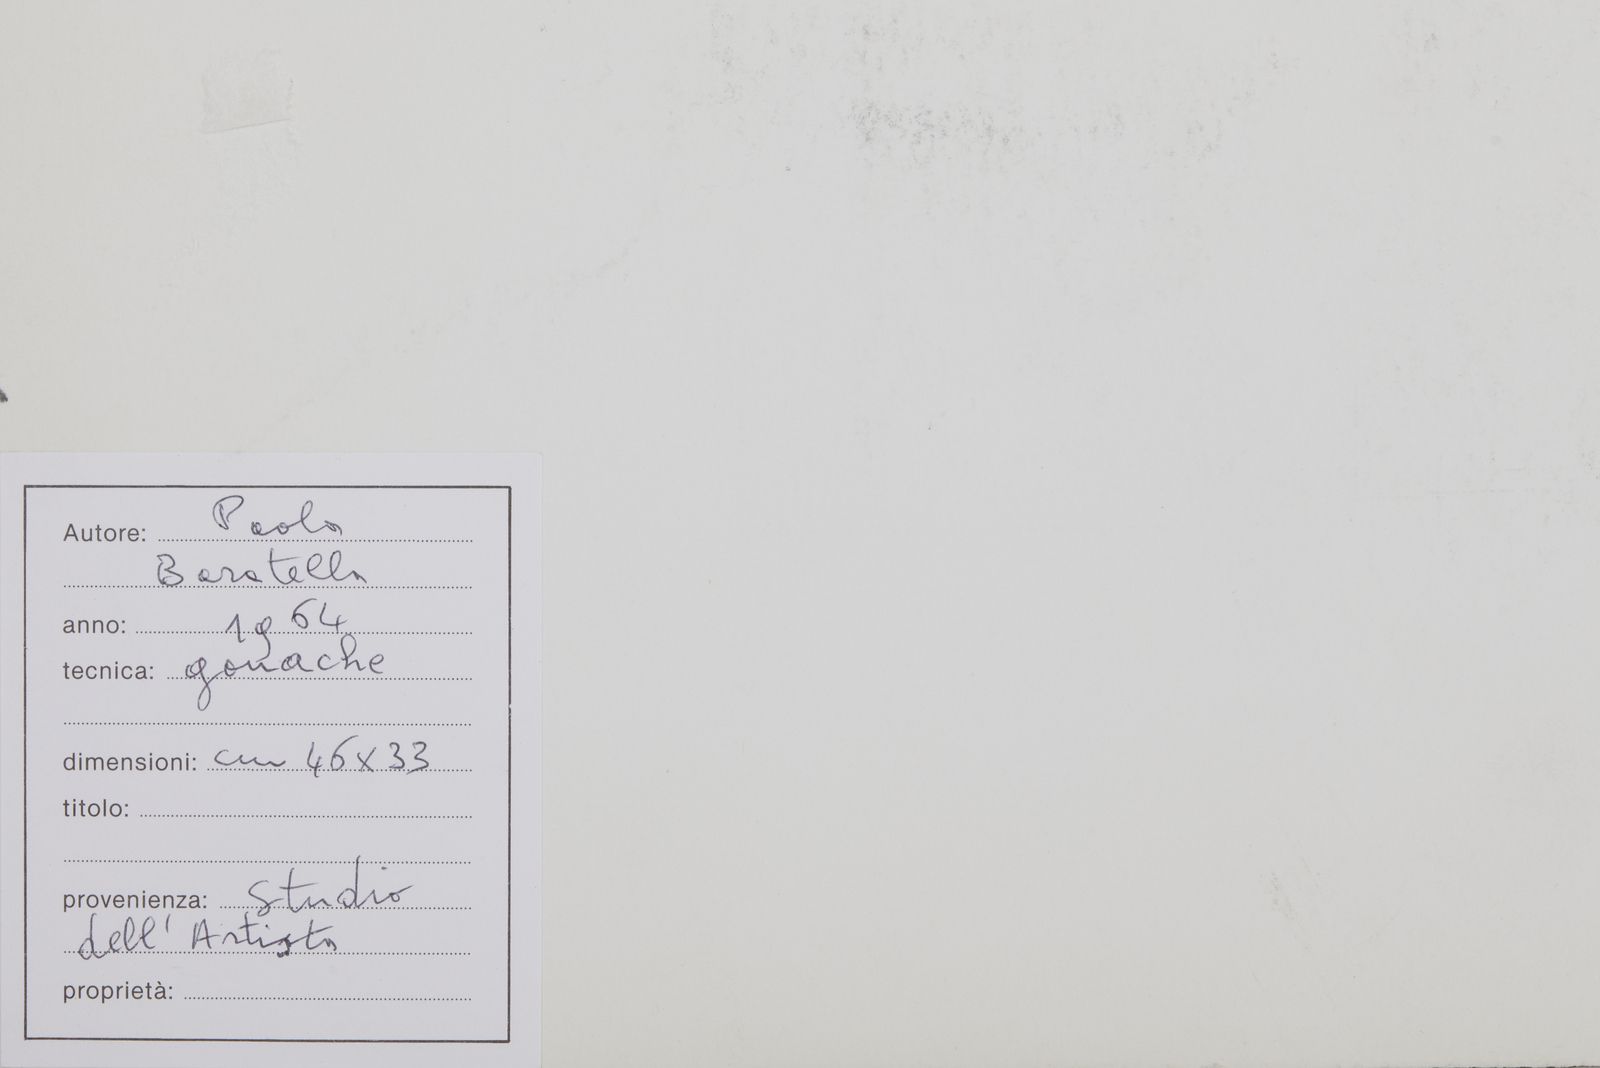 Autore: Paolo
Baratella
anno: 1964
tecnica: gouache
dimensioni: cm 46x33
titolo:
provenienza: Studio
dell'Artista
proprietà: